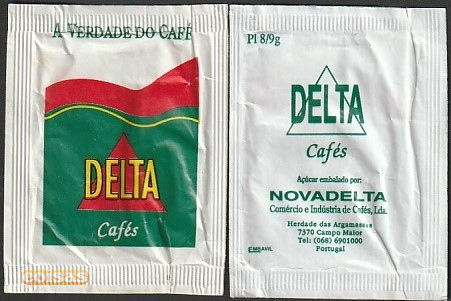 A VERDADE DO CAFÉ
DELTA
Cafés
coisas
Pl 8/9g
DELTA
Cafés
Açúcar embalado por:
NOVADELTA
Comércio e Indústria de Cafés, Lda.
Herdade das Argamassas
7370 Campo Maior
Tel: (068) 6901000
Portugal
EMBAVIL